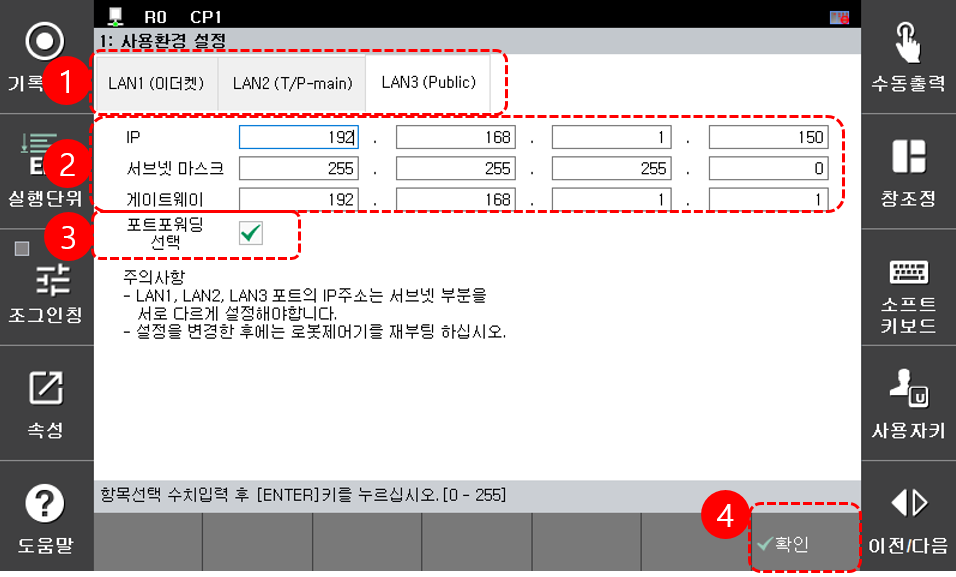 R0 CP1
1: 사용환경 설정
기록
1
LAN1 (이더켓) LAN2 (T/P-main) LAN3 (Public)
수동출력
2
IP 192 . 168 . 1 . 150
서브넷 마스크 255 . 255 . 255 . 0
게이트웨이 192 . 168 . 1 . 1
실행단위
창조정
3
포트포워딩
선택
주의사항
- LAN1, LAN2, LAN3 포트의 IP주소는 서브넷 부분을
서로 다르게 설정해야합니다.
- 설정을 변경한 후에는 로봇제어기를 재부팅 하십시오.
조그인칭
소프트
키보드
속성
U
사용자키
항목선택 수치입력 후 [ENTER]키를 누르십시오.[0 - 255]
4
?
도움말
확인
이전/다음